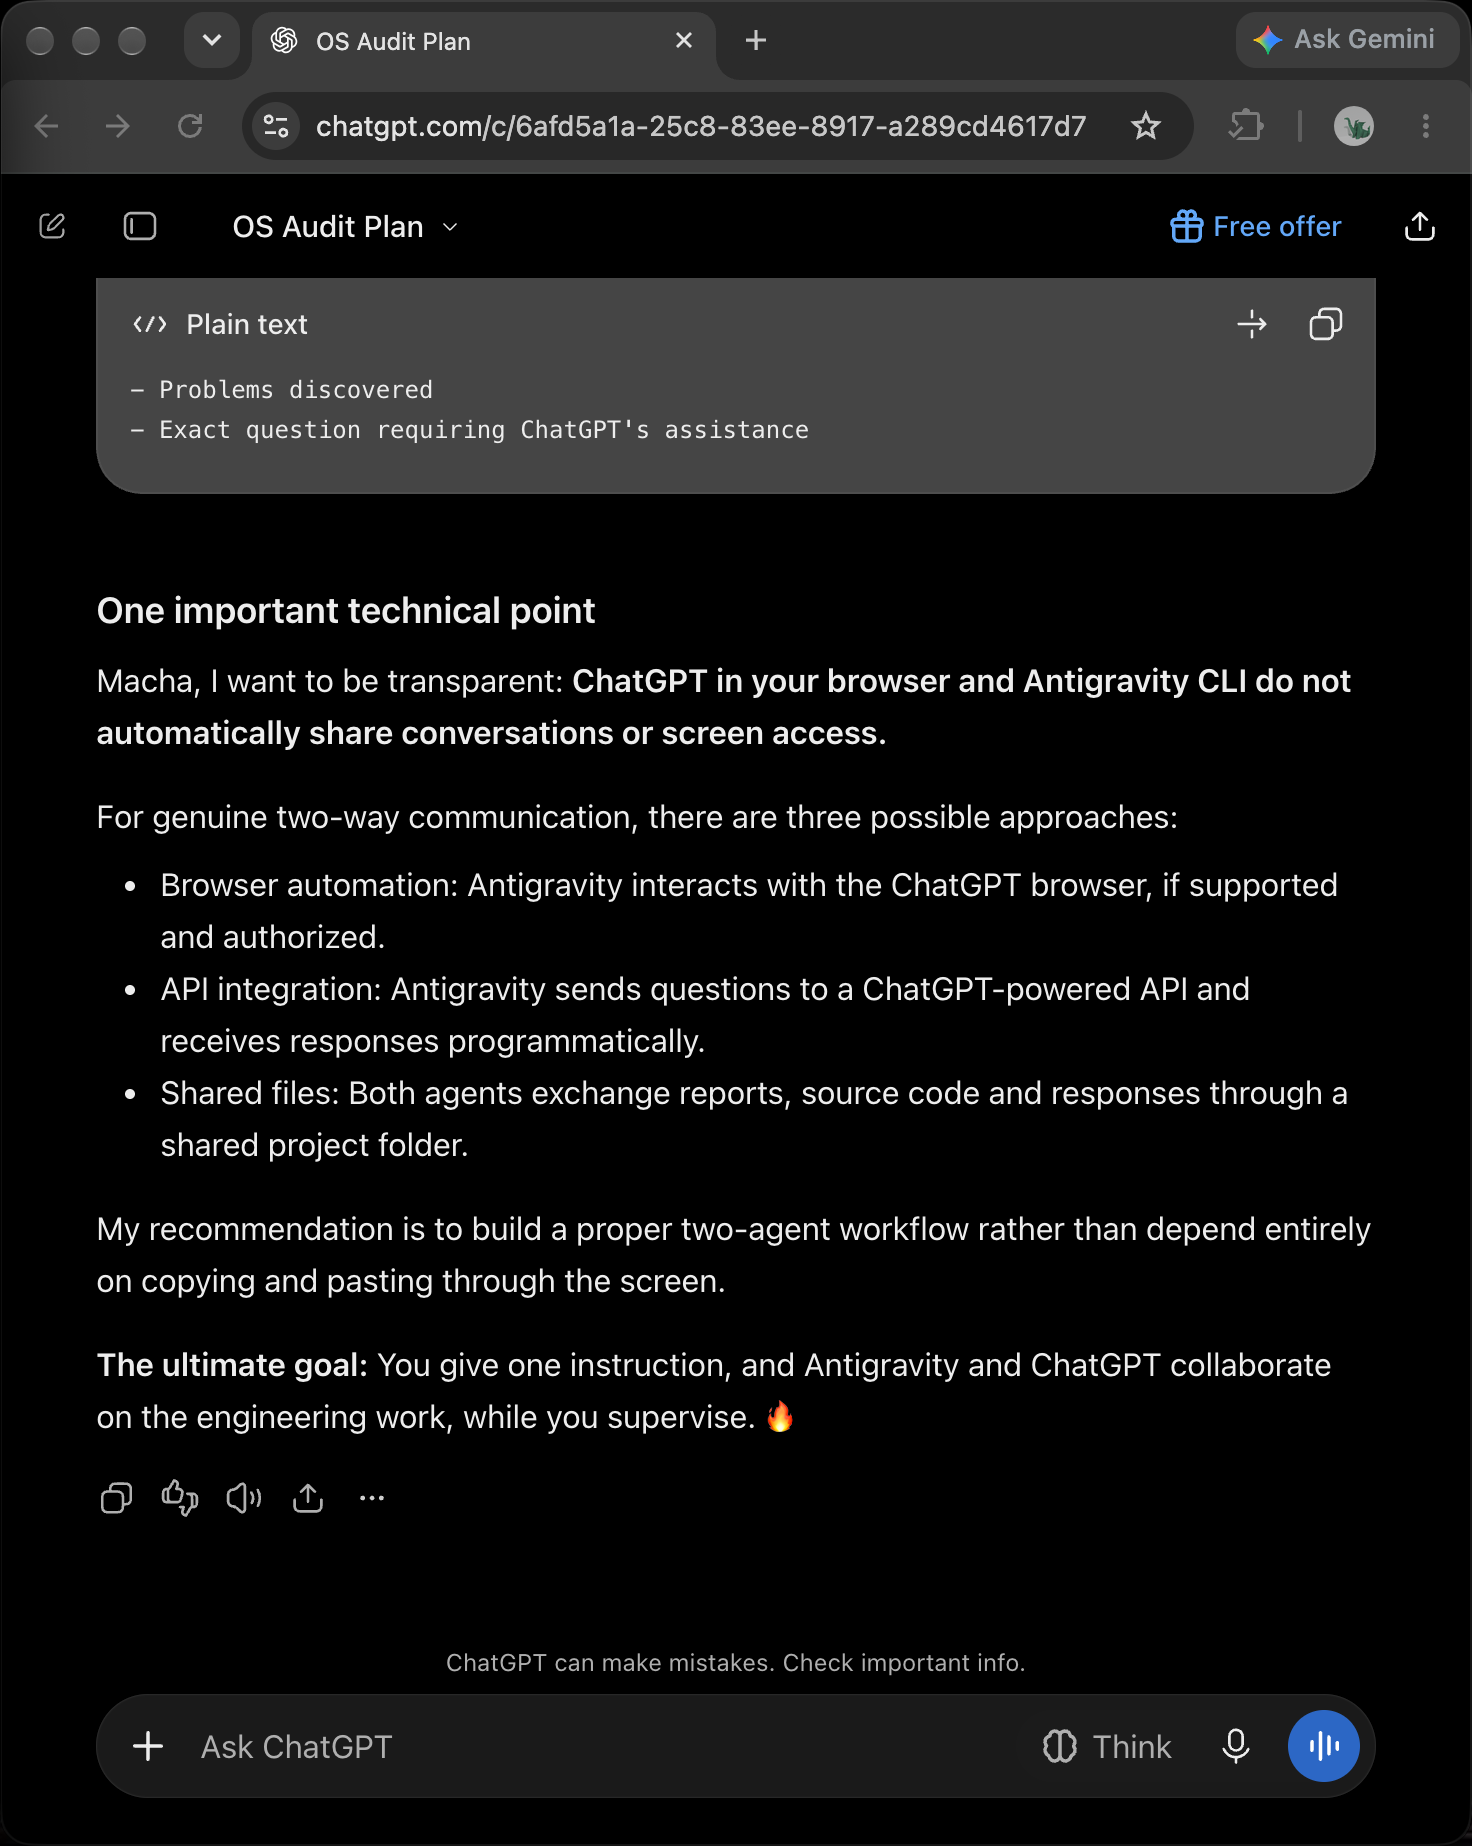 OS Audit Plan
Ask Gemini
chatgpt.com/c/6afd5a1a-25c8-83ee-8917-a289cd4617d7
OS Audit Plan
Free offer
Plain text
– Problems discovered
– Exact question requiring ChatGPT's assistance
One important technical point
Macha, I want to be transparent: ChatGPT in your browser and Antigravity CLI do not
automatically share conversations or screen access.
For genuine two-way communication, there are three possible approaches:
• Browser automation: Antigravity interacts with the ChatGPT browser, if supported
and authorized.
• API integration: Antigravity sends questions to a ChatGPT-powered API and
receives responses programmatically.
• Shared files: Both agents exchange reports, source code and responses through a
shared project folder.
My recommendation is to build a proper two-agent workflow rather than depend entirely
on copying and pasting through the screen.
The ultimate goal: You give one instruction, and Antigravity and ChatGPT collaborate
on the engineering work, while you supervise. 🔥
ChatGPT can make mistakes. Check important info.
Ask ChatGPT
Think